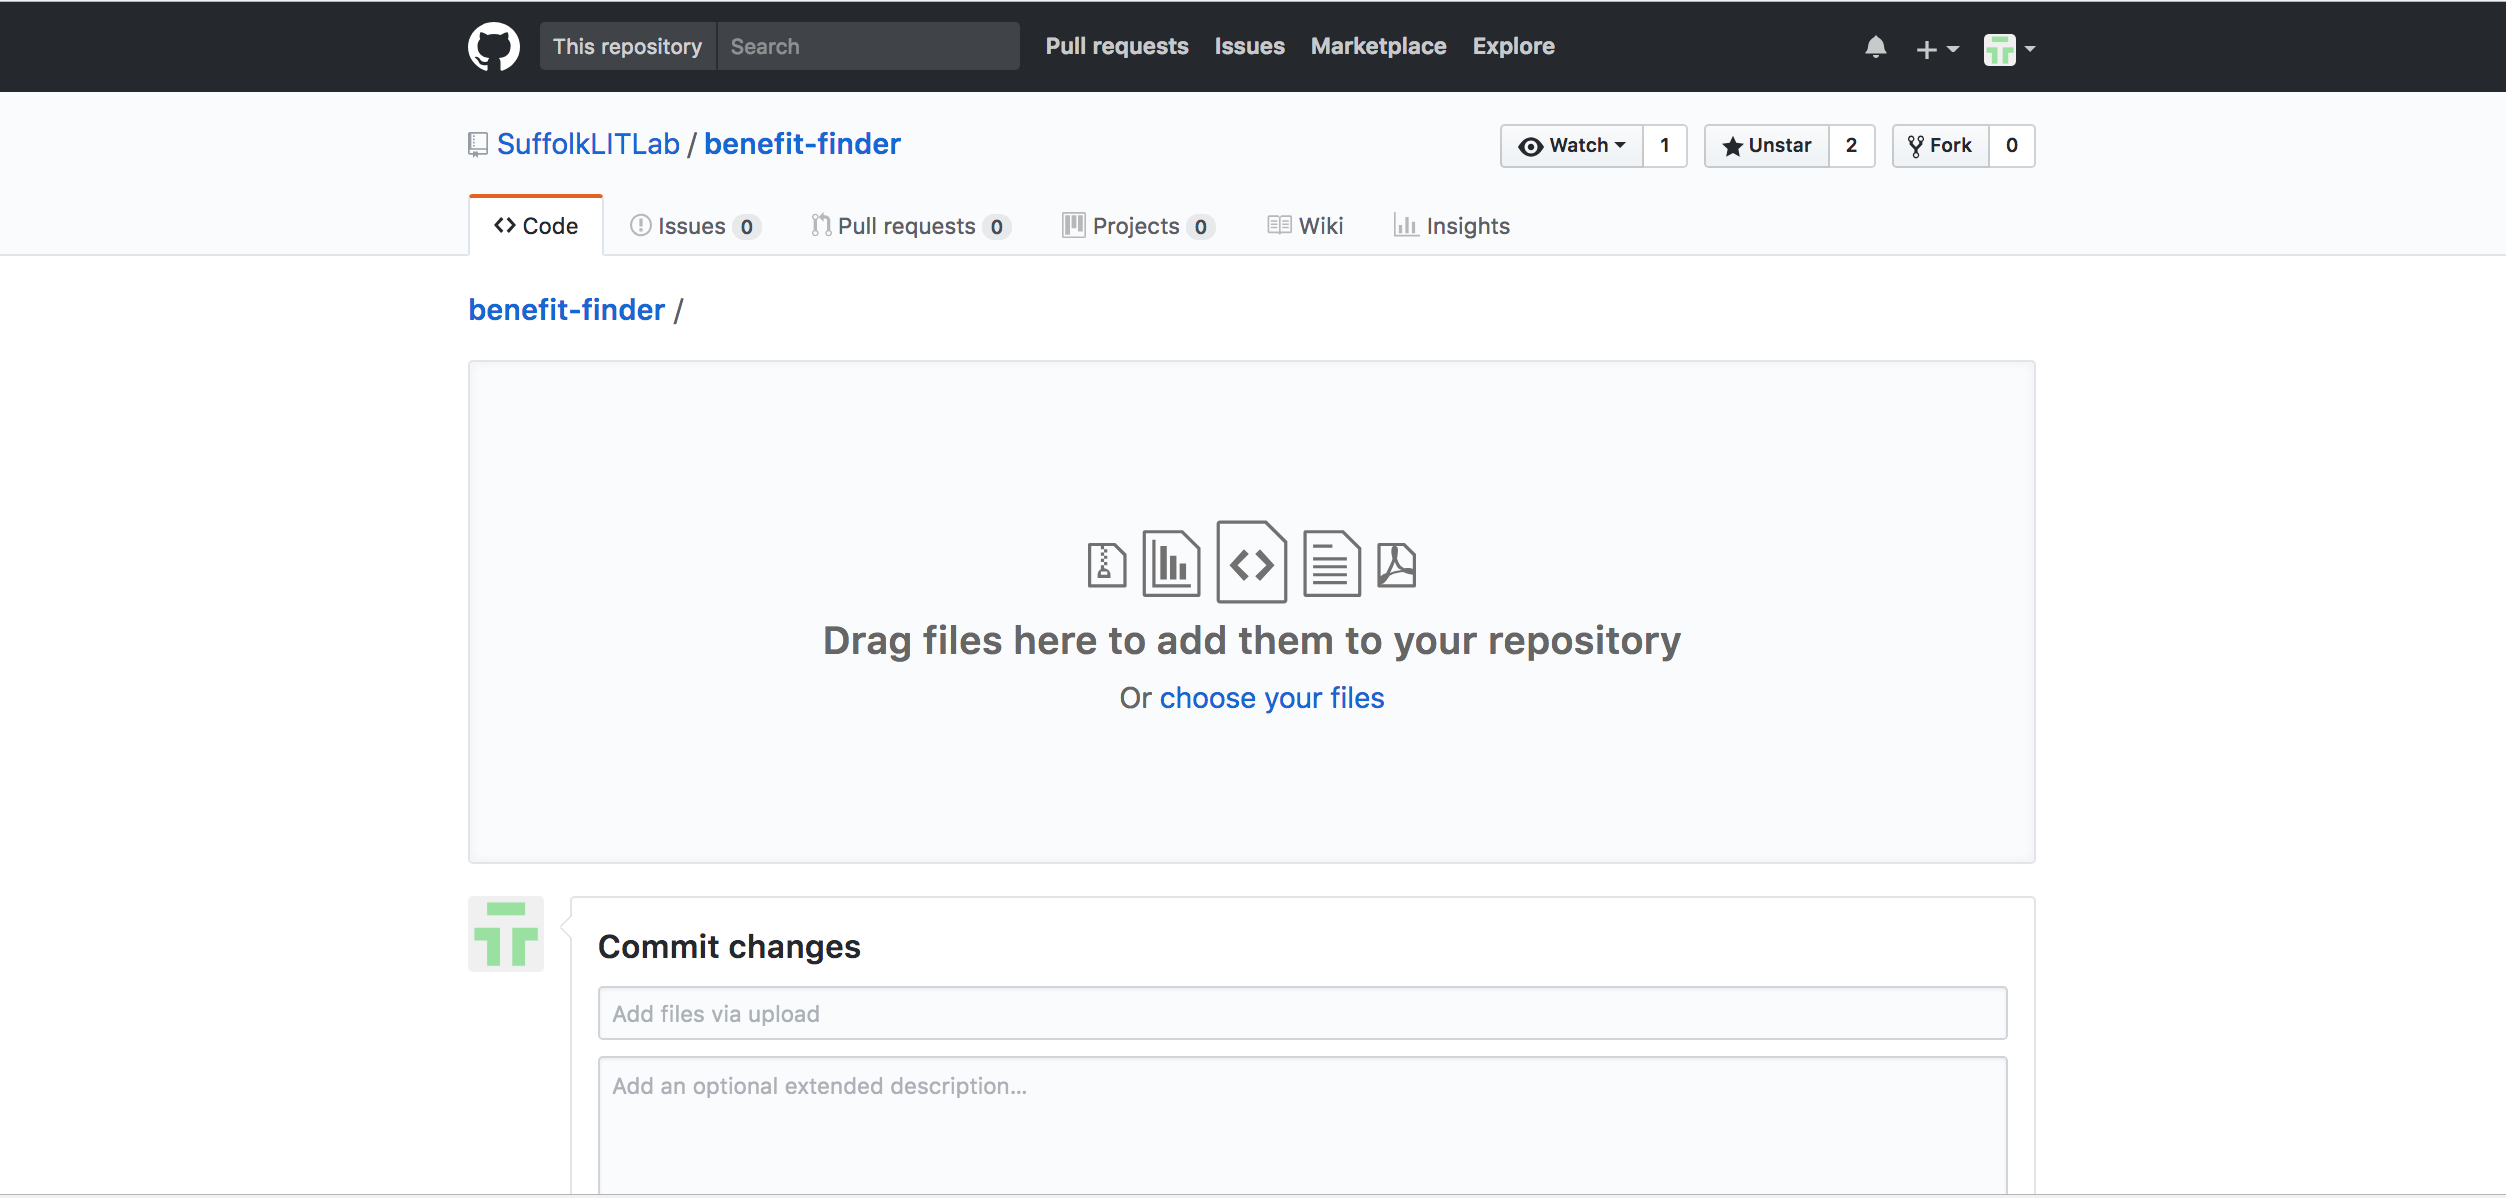 This repository Search Pull requests Issues Marketplace Explore
SuffolkLITLab / benefit-finder Watch 1 Unstar 2 Fork 0
Code Issues 0 Pull requests 0 Projects 0 Wiki Insights
benefit-finder /
Drag files here to add them to your repository
Or choose your files
Commit changes
Add files via upload
Add an optional extended description...